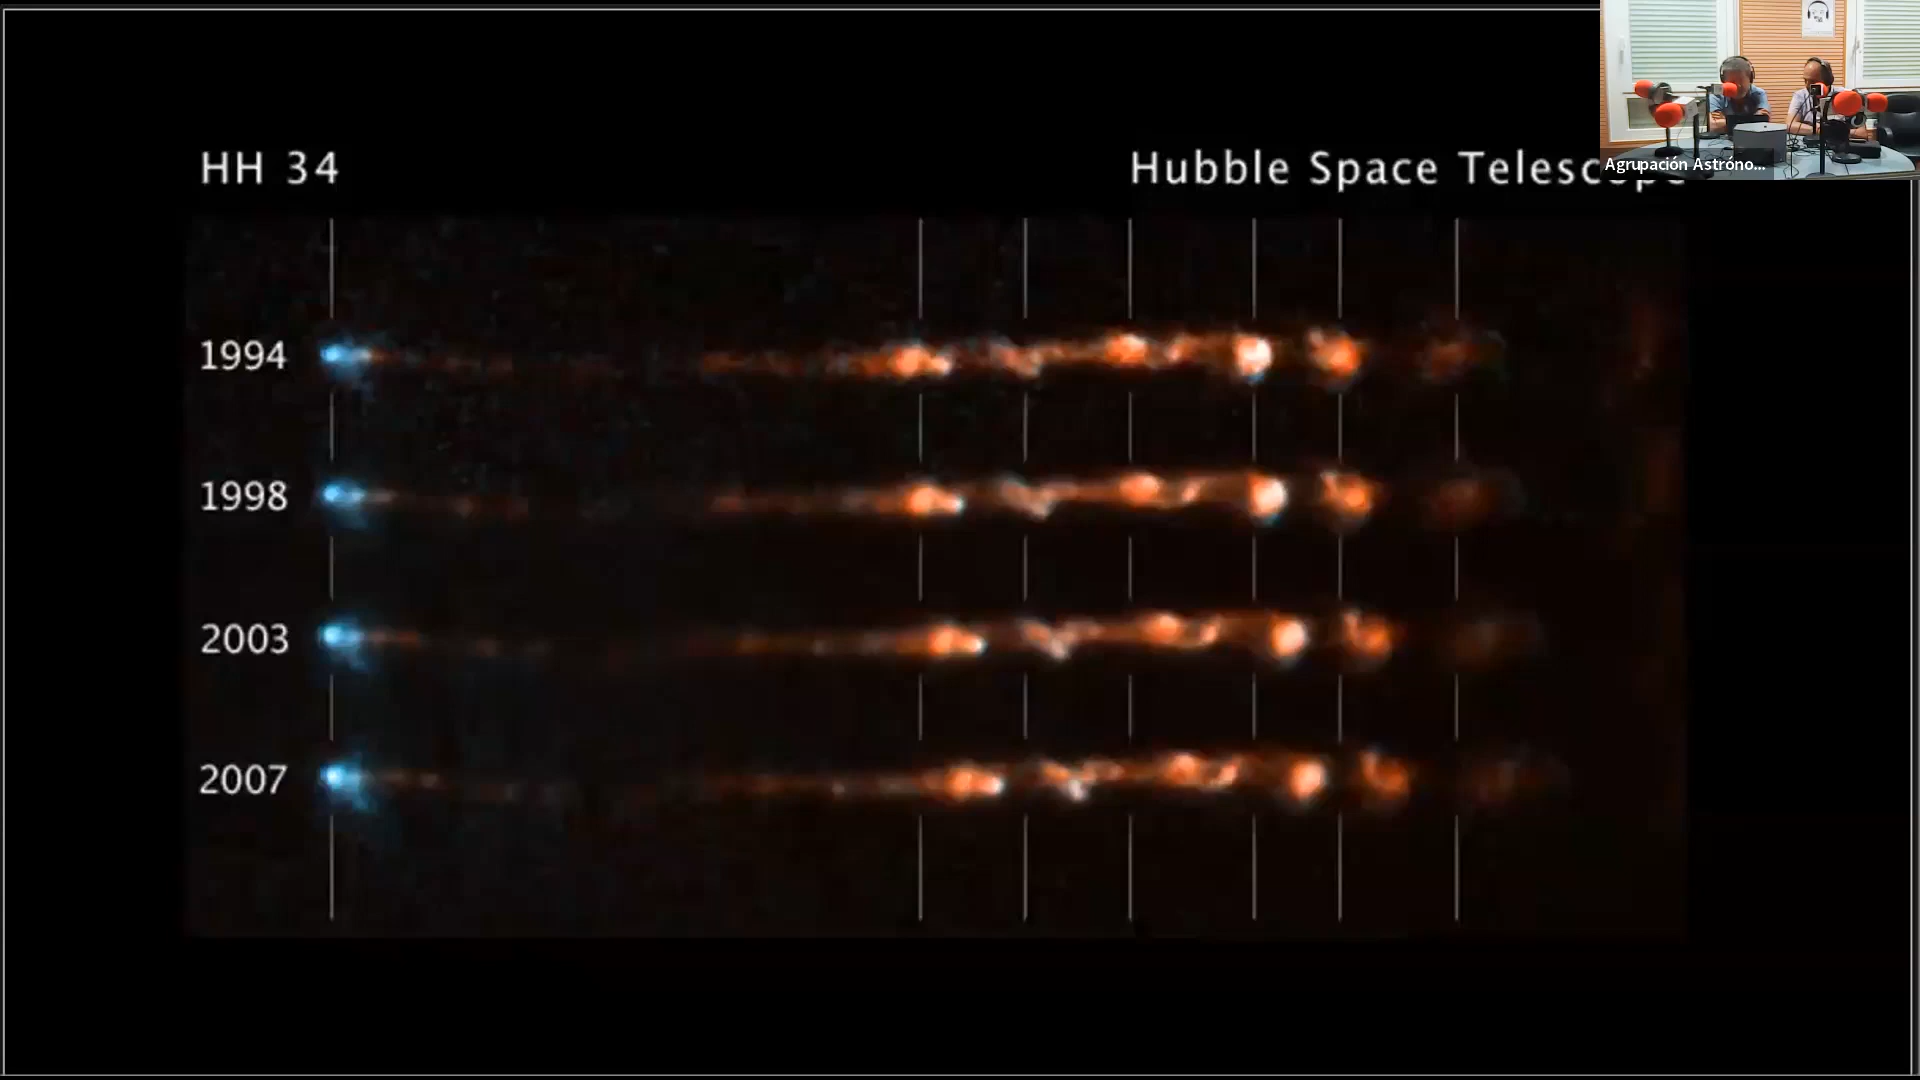 HH 34
Hubble Space Telescope
Agrupación Astróno...
1994
1998
2003
2007